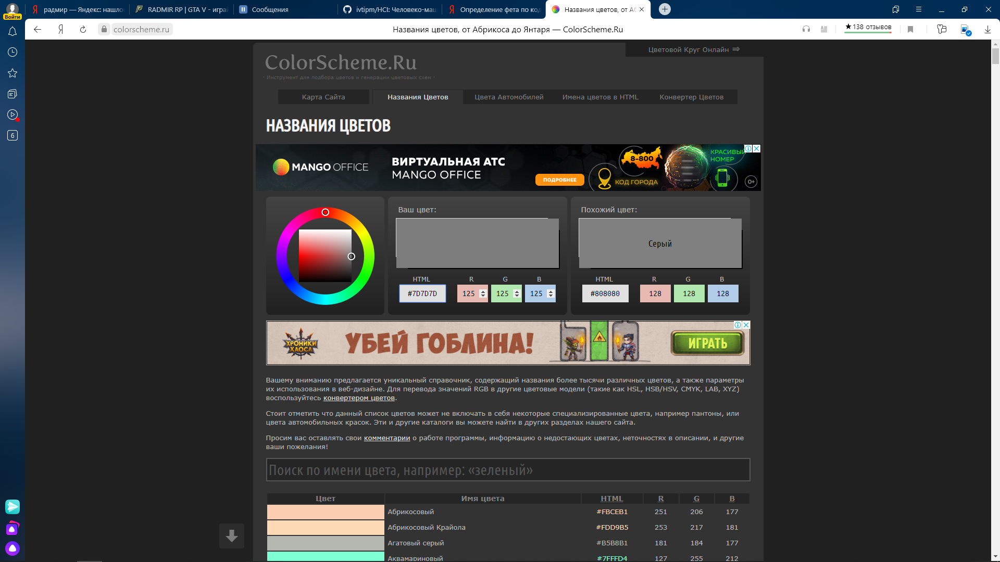 Войти
радмир — Яндекс: нашло
RADMIR RP | GTA V - играй
Сообщения
ivtipm/HCI: Человеко-маш
Определение фета по код
Названия цветов, от Аб
colorscheme.ru
Названия цветов, от Абрикоса до Янтаря — ColorScheme.Ru
★138 отзывов
6
Цветовой Круг Онлайн ⇒
ColorScheme.Ru
· Инструмент для подбора цветов и генерации цветовых схем ·
Карта Сайта
Названия Цветов
Цвета Автомобилей
Имена цветов в HTML
Конвертер Цветов
НАЗВАНИЯ ЦВЕТОВ
MANGO OFFICE
ВИРТУАЛЬНАЯ АТС
MANGO OFFICE
ПОДРОБНЕЕ
8-800
КОД ГОРОДА
КРАСИВЫЙ
НОМЕР
0+
Ваш цвет:
HTML R G B
#7D7D7D 125 125 125
Похожий цвет:
Серый
HTML R G B
#808080 128 128 128
ХРОНИКИ
ХАОСА
УБЕЙ ГОБЛИНА!
ИГРАТЬ
Вашему вниманию предлагается уникальный справочник, содержащий названия более тысячи различных цветов, а также параметры
их использования в веб-дизайне. Для перевода значений RGB в другие цветовые модели (такие как HSL, HSB/HSV, CMYK, LAB, XYZ)
воспользуйтесь конвертером цветов.
Стоит отметить что данный список цветов может не включать в себя некоторые специализированные цвета, например пантоны, или
цвета автомобильных красок. Эти и другие каталоги вы можете найти в других разделах нашего сайта.
Просим вас оставлять свои комментарии о работе программы, информацию о недостающих цветах, неточностях в описании, и другие
ваши пожелания!
Поиск по имени цвета, например: «зеленый»
Цвет Имя цвета HTML R G B
Абрикосовый #FBCEB1 251 206 177
Абрикосовый Крайола #FDD9B5 253 217 181
Агатовый серый #B5B8B1 181 184 177
Аквамариновый #7FFFD4 127 255 212